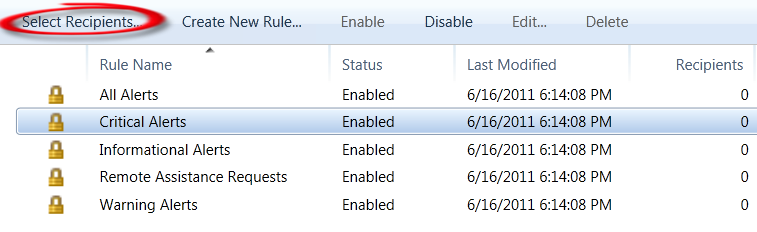 Select Recipients... Create New Rule... Enable Disable Edit... Delete
Rule Name Status Last Modified Recipients
All Alerts Enabled 6/16/2011 6:14:08 PM 0
Critical Alerts Enabled 6/16/2011 6:14:08 PM 0
Informational Alerts Enabled 6/16/2011 6:14:08 PM 0
Remote Assistance Requests Enabled 6/16/2011 6:14:08 PM 0
Warning Alerts Enabled 6/16/2011 6:14:08 PM 0